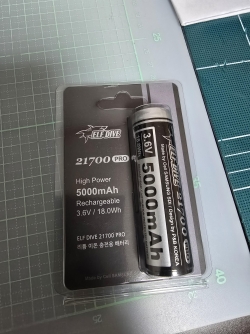 ELF DIVE
21700 PRO
High Power
5000mAh
Rechargeable
3.6V / 18.0Wh
ELF DIVE 21700 PRO
리튬 이온 충전용 배터리
3.6V
5000mAh
21700